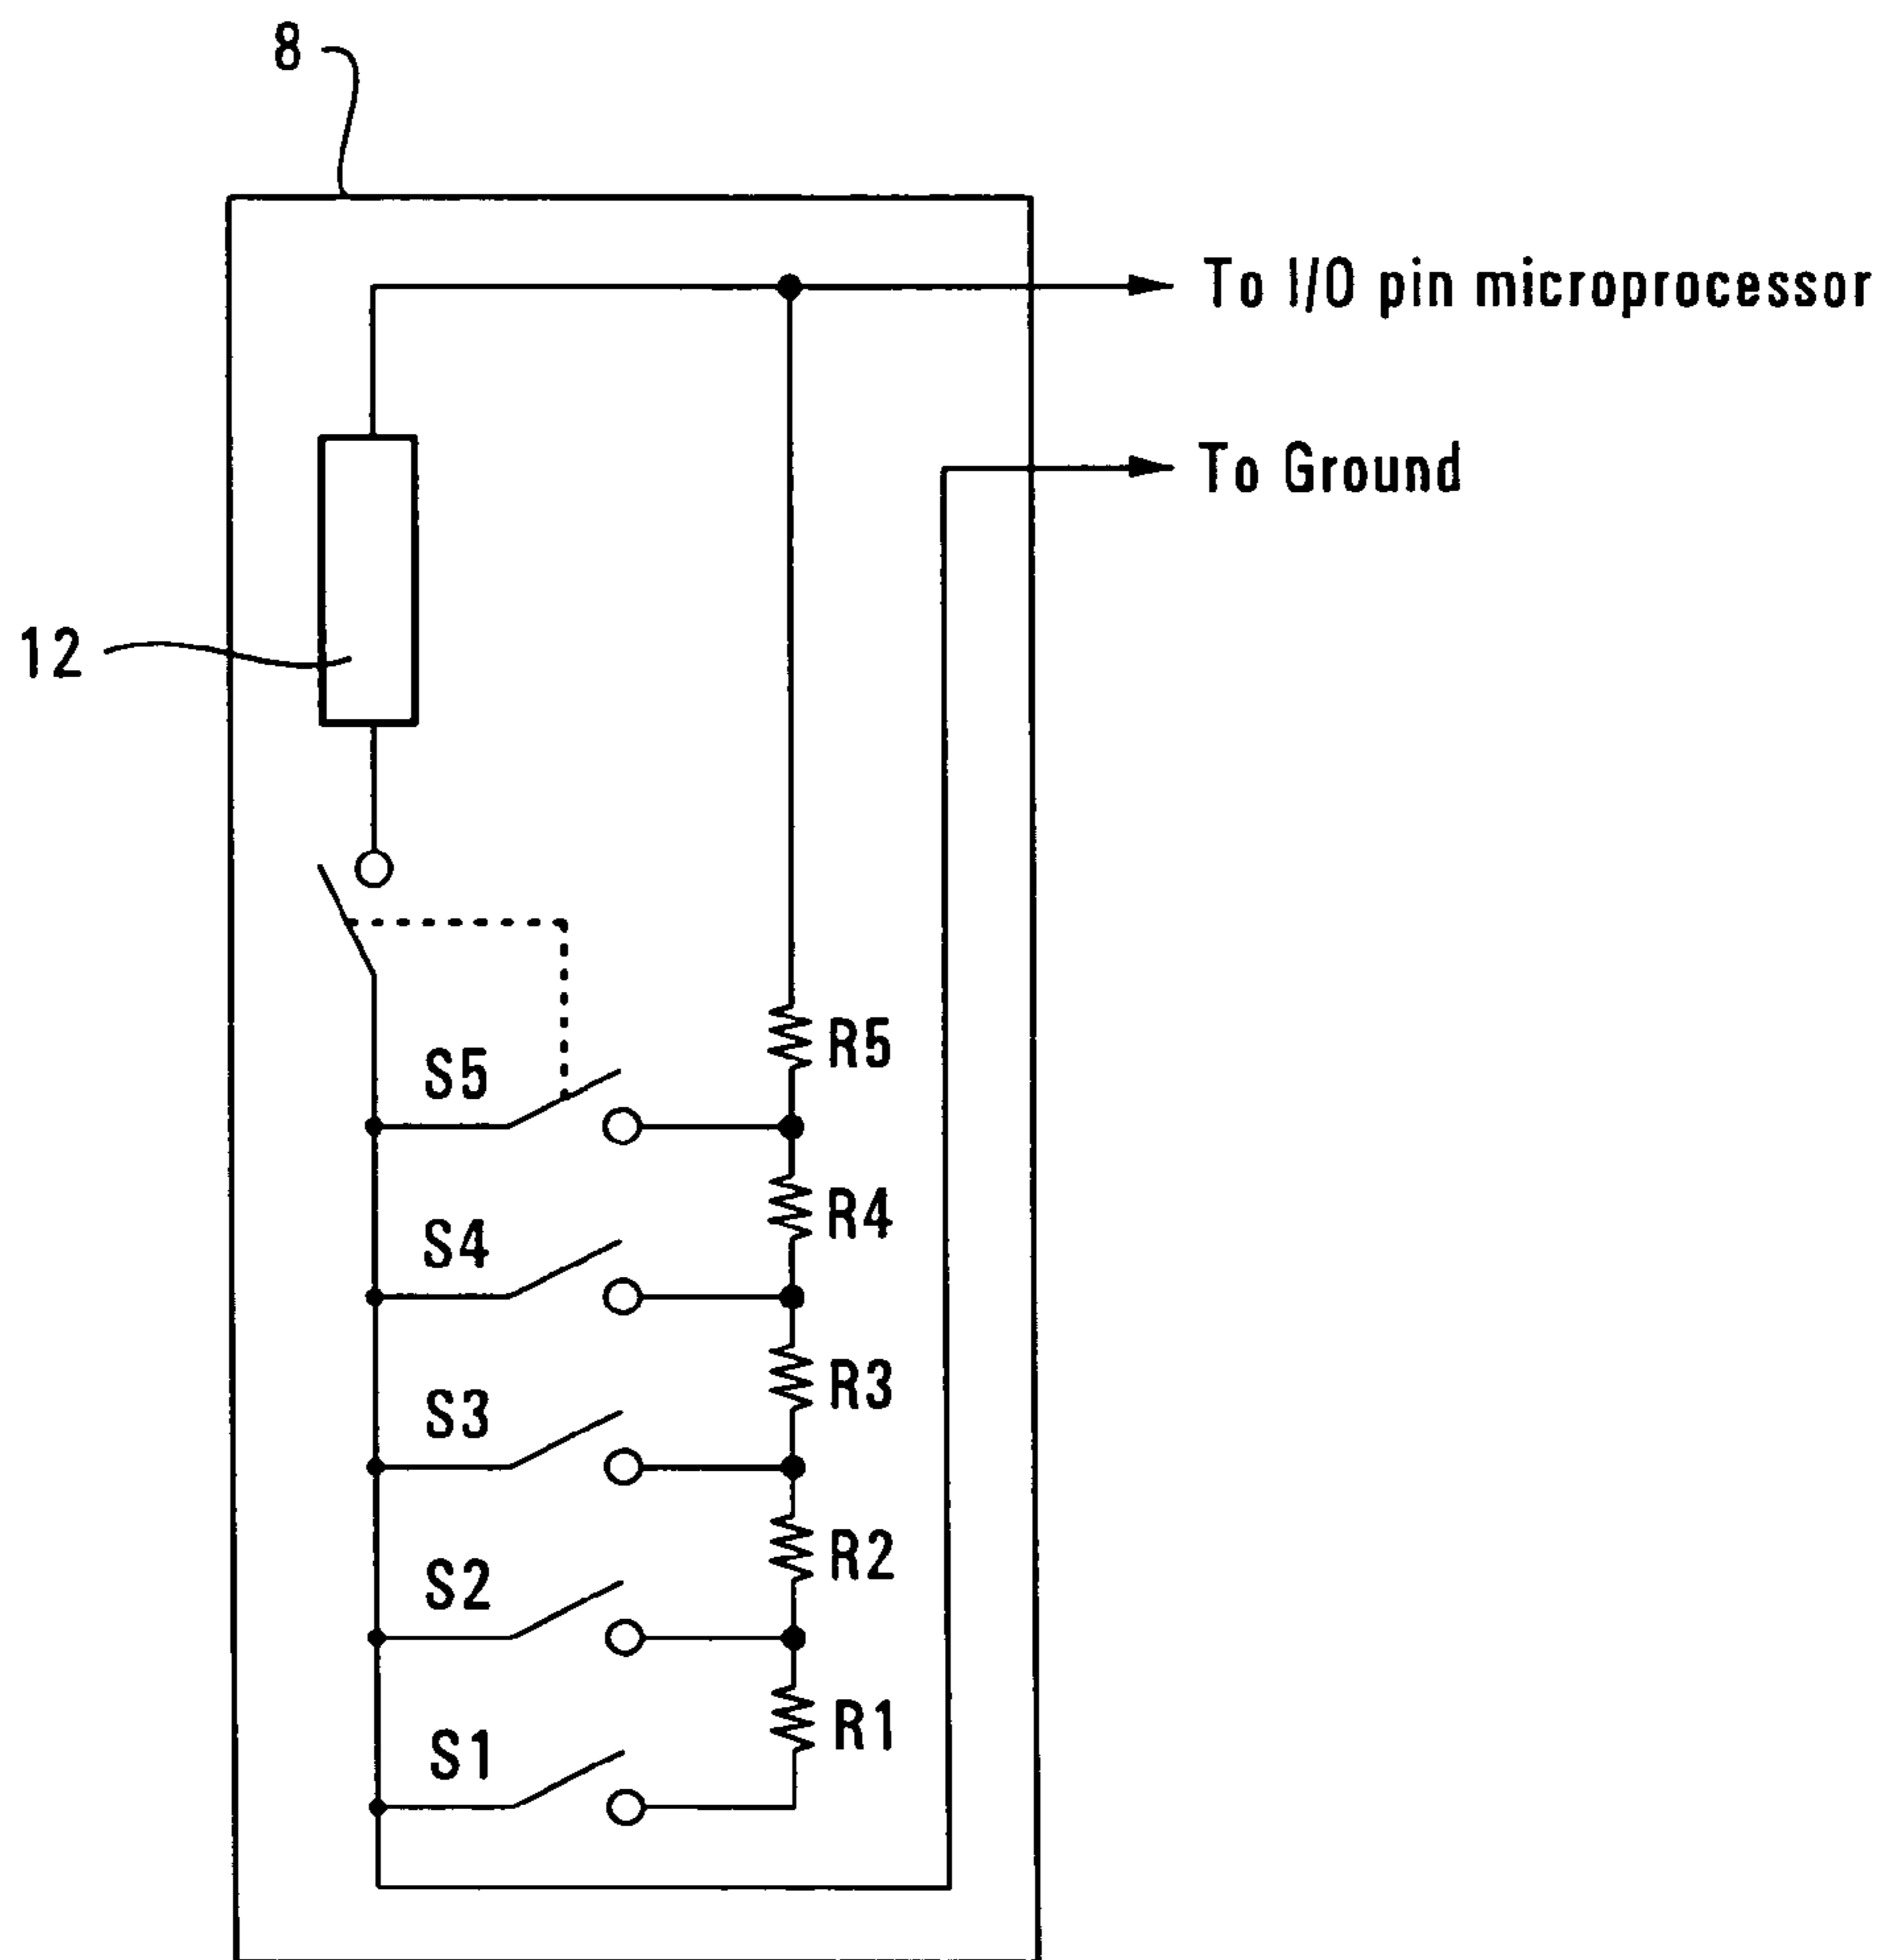 8
To I/O pin microprocessor
To Ground
12
R5
S5
R4
S4
R3
S3
R2
S2
R1
S1